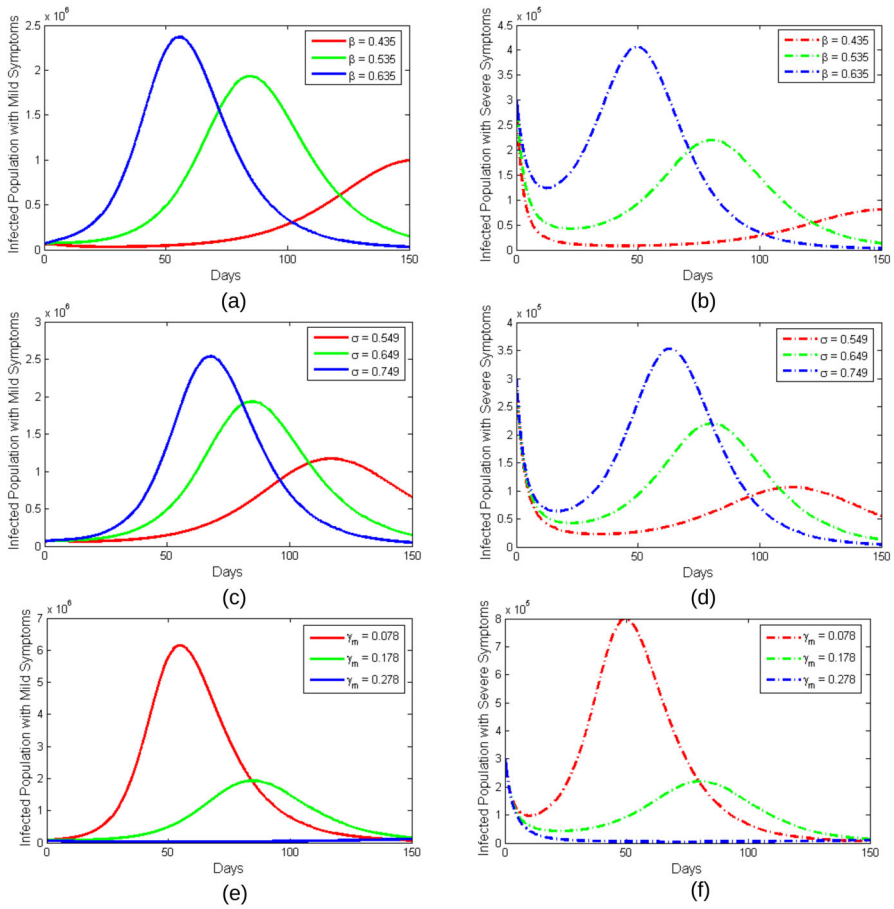 x 10^6
Infected Population with Mild Symptoms
2.5
2
1.5
1
0.5
0
β = 0.435
β = 0.535
β = 0.635
0 50 100 150
Days
(a)
x 10^5
Infected Population with Severe Symptoms
4.5
4
3.5
3
2.5
2
1.5
1
0.5
0
β = 0.435
β = 0.535
β = 0.635
0 50 100 150
Days
(b)
x 10^6
Infected Population with Mild Symptoms
3
2.5
2
1.5
1
0.5
0
σ = 0.549
σ = 0.649
σ = 0.749
0 50 100 150
Days
(c)
x 10^5
Infected Population with Severe Symptoms
4
3.5
3
2.5
2
1.5
1
0.5
0
σ = 0.549
σ = 0.649
σ = 0.749
0 50 100 150
Days
(d)
x 10^6
Infected Population with Mild Symptoms
7
6
5
4
3
2
1
0
γm = 0.078
γm = 0.178
γm = 0.278
0 50 100 150
Days
(e)
x 10^5
Infected Population with Severe Symptoms
8
7
6
5
4
3
2
1
0
γm = 0.078
γm = 0.178
γm = 0.278
0 50 100 150
Days
(f)